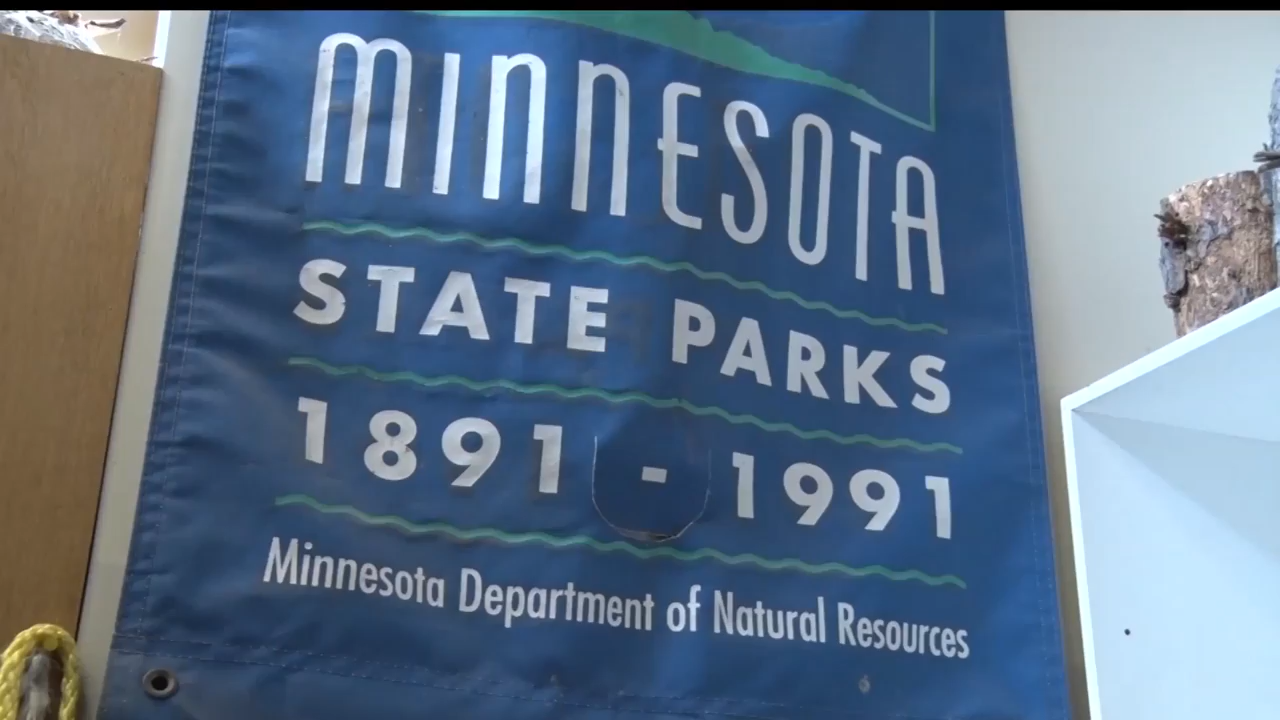 MINNESOTA
STATE PARKS
1891 - 1991
Minnesota Department of Natural Resources